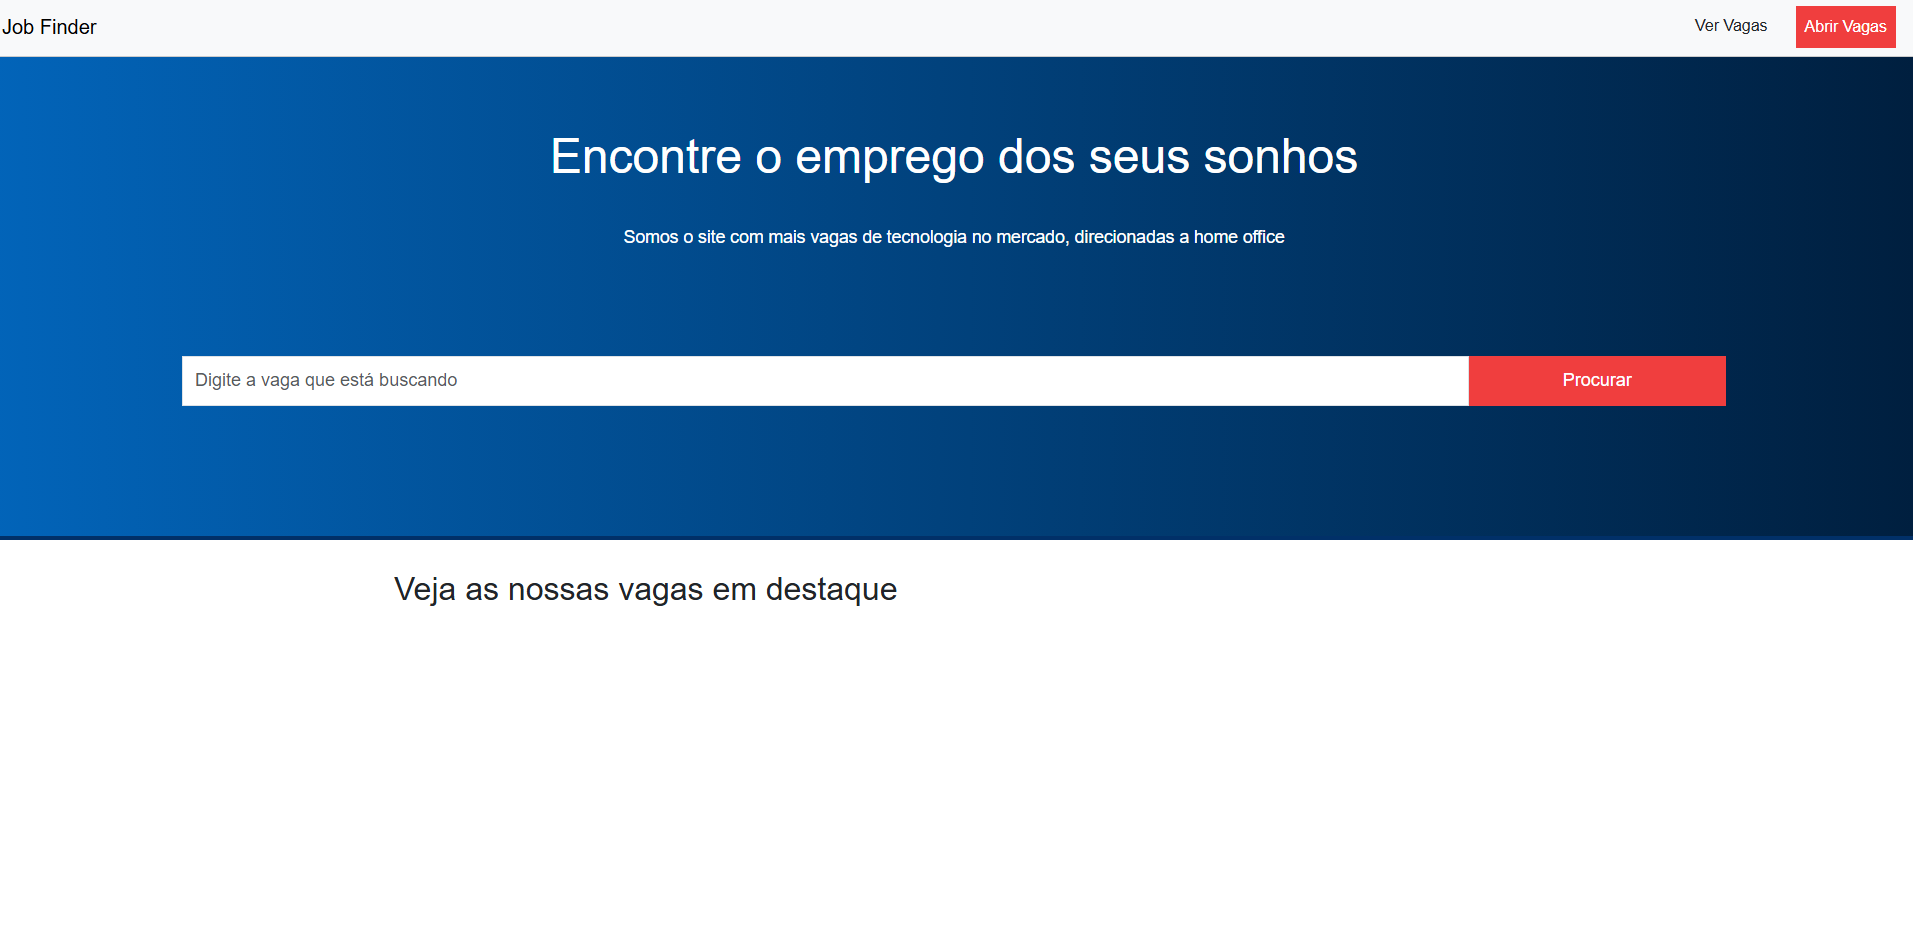 Job Finder
Ver Vagas
Abrir Vagas
Encontre o emprego dos seus sonhos
Somos o site com mais vagas de tecnologia no mercado, direcionadas a home office
Digite a vaga que está buscando
Procurar
Veja as nossas vagas em destaque